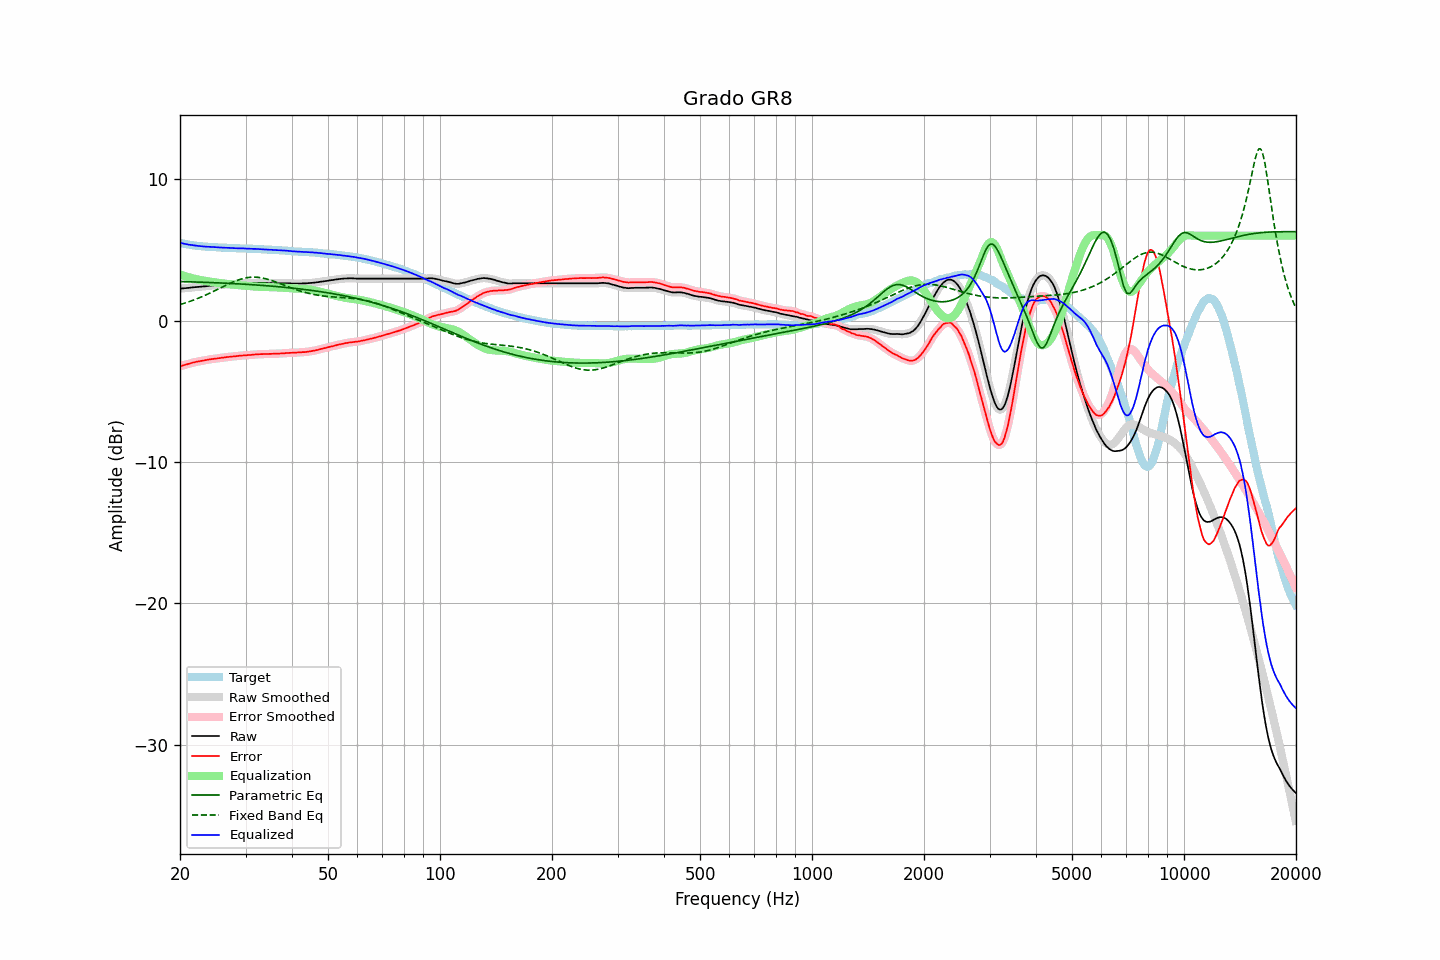 Grado GR8
Amplitude (dBr)
10
0
−10
−20
−30
Target
Raw Smoothed
Error Smoothed
Raw
Error
Equalization
Parametric Eq
Fixed Band Eq
Equalized
20 50 100 200 500 1000 2000 5000 10000 20000
Frequency (Hz)